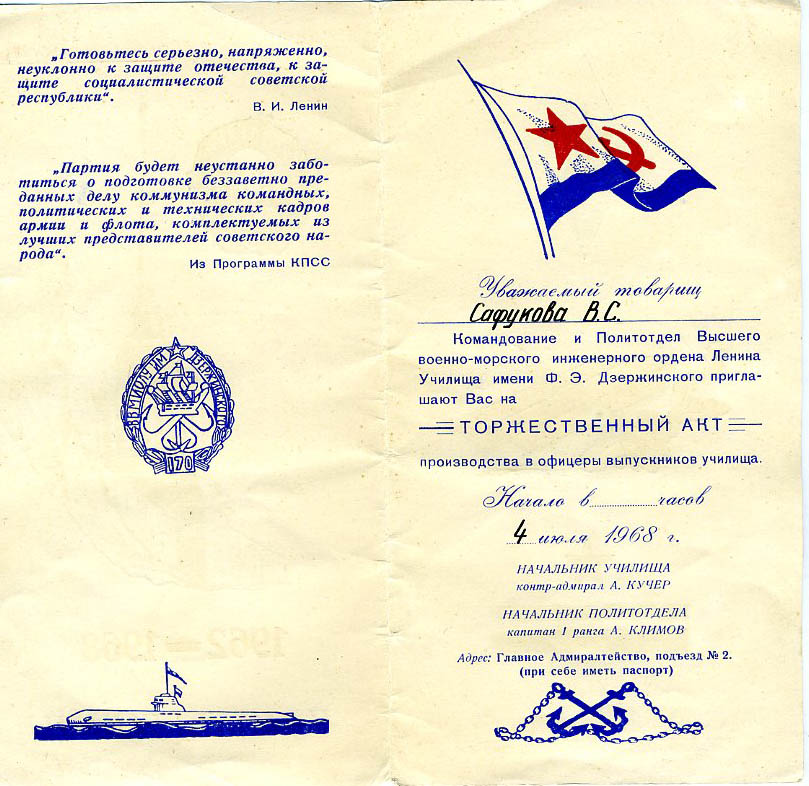 „Готовьтесь серьезно, напряженно,
неуклонно к защите отечества, к за-
щите социалистической советской
республики“.
В. И. Ленин
„Партия будет неустанно забо-
титься о подготовке беззаветно пре-
данных делу коммунизма командных,
политических и технических кадров
армии и флота, комплектуемых из
лучших представителей советского на-
рода“.
Из Программы КПСС
ВВМИОЛУ ИМ ДЗЕРЖИНСКОГО
170
Уважаемый товарищ
Сафукова В.С.
Командование и Политотдел Высшего
военно-морского инженерного ордена Ленина
Училища имени Ф. Э. Дзержинского пригла-
шают Вас на
ТОРЖЕСТВЕННЫЙ АКТ
производства в офицеры выпускников училища.
Начало в часов
4 июля 1968 г.
НАЧАЛЬНИК УЧИЛИЩА
контр-адмирал А. КУЧЕР
НАЧАЛЬНИК ПОЛИТОТДЕЛА
капитан 1 ранга А. КЛИМОВ
Адрес: Главное Адмиралтейство, подъезд № 2.
(при себе иметь паспорт)